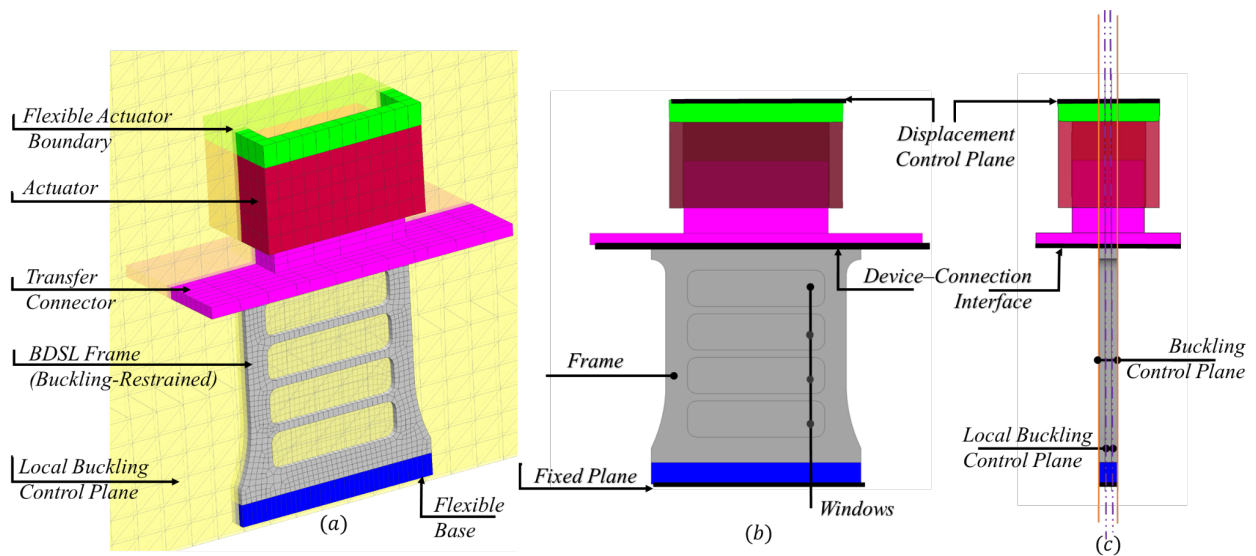 Flexible Actuator
Boundary
Actuator
Transfer
Connector
BDSL Frame
(Buckling-Restrained)
Local Buckling
Control Plane
Flexible
Base
(a)
Displacement
Control Plane
Device–Connection
Interface
Frame
Fixed Plane
Windows
(b)
Buckling
Control Plane
Local Buckling
Control Plane
(c)